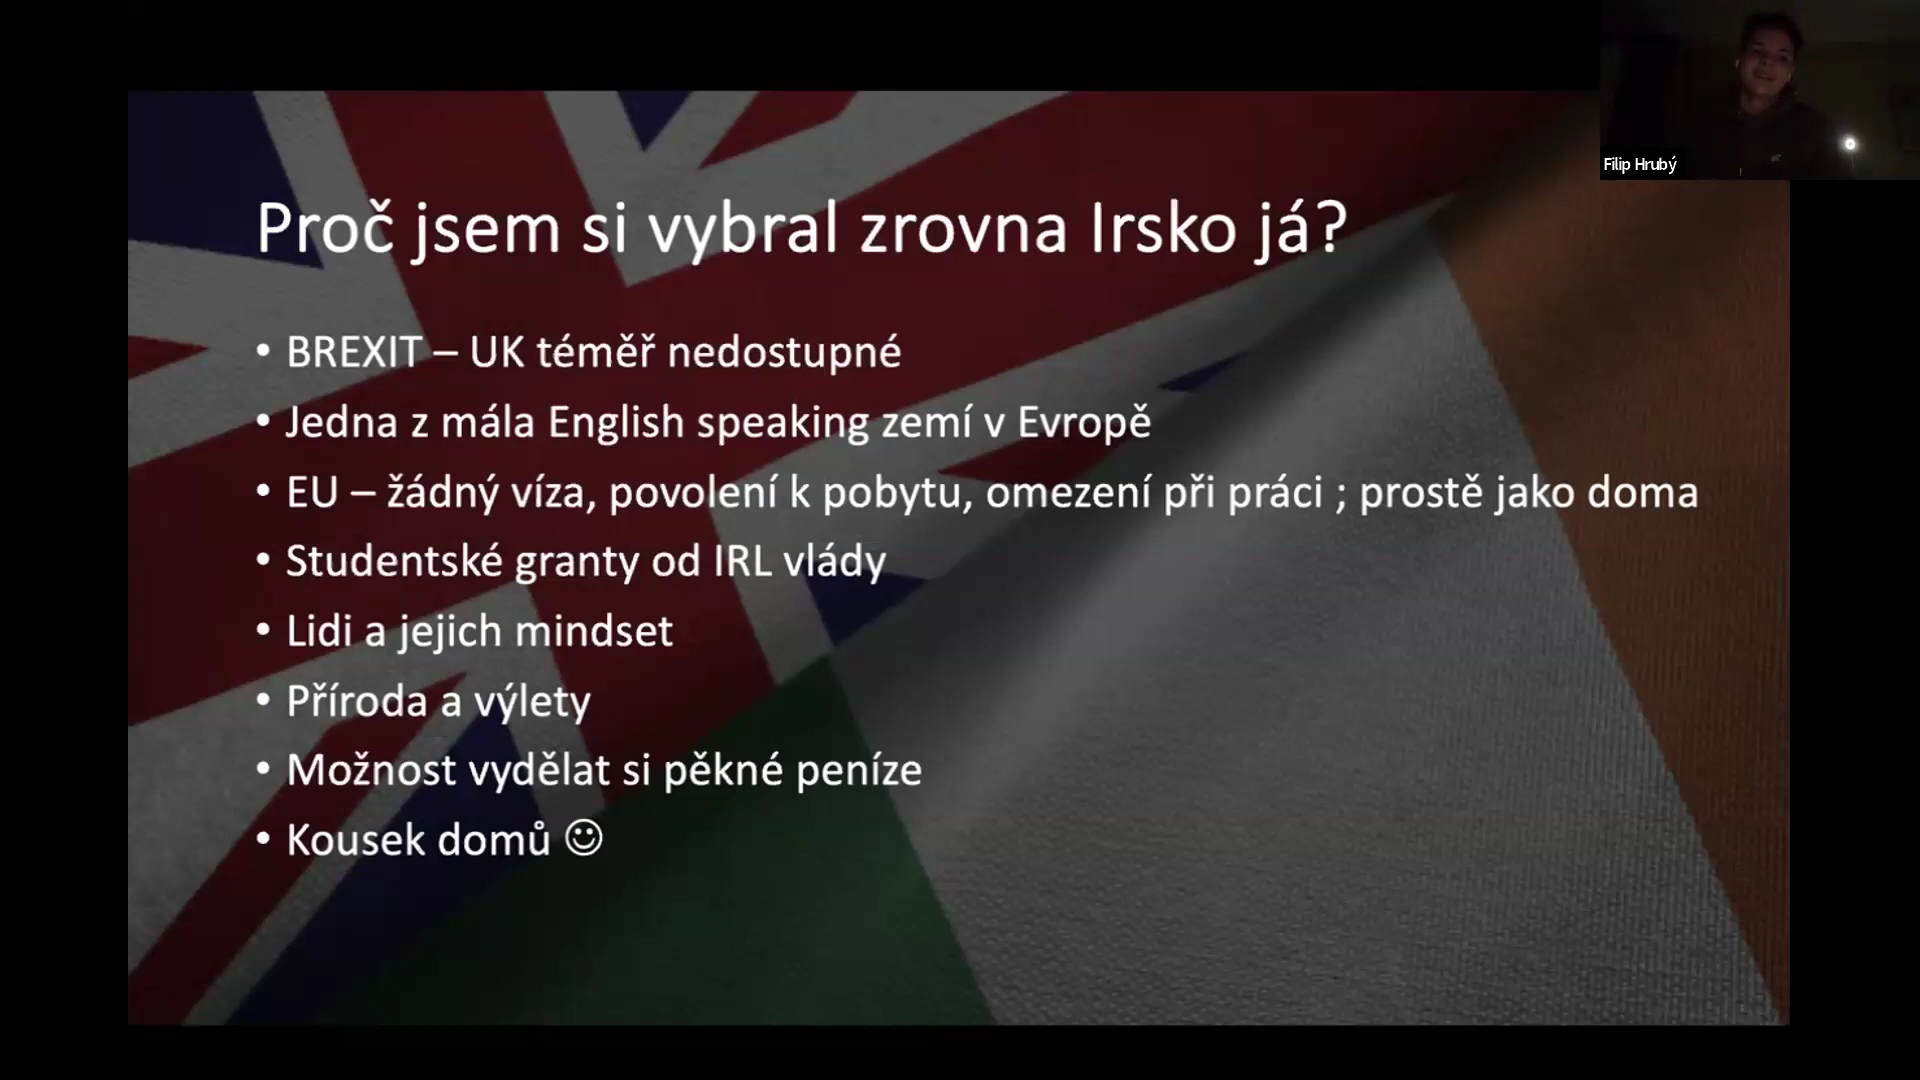 Filip Hrubý
Proč jsem si vybral zrovna Irsko já?
• BREXIT – UK téměř nedostupné
• Jedna z mála English speaking zemí v Evropě
• EU – žádný víza, povolení k pobytu, omezení při práci ; prostě jako doma
• Studentské granty od IRL vlády
• Lidi a jejich mindset
• Příroda a výlety
• Možnost vydělat si pěkné peníze
• Kousek domů ☺